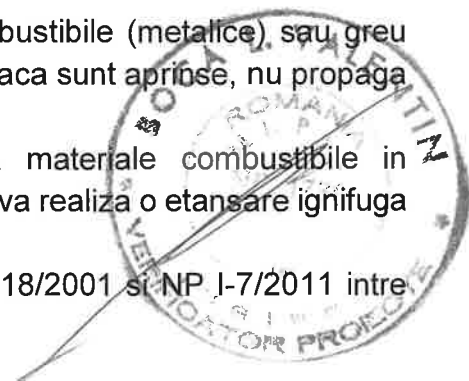 bustibile (metalice) sau greu
aca sunt aprinse, nu propaga
materiale combustibile in
va realiza o etansare ignifuga
18/2001 si NP I-7/2011 intre
VALENTIN
ROMANIA
VERIFICATOR PROIECTE